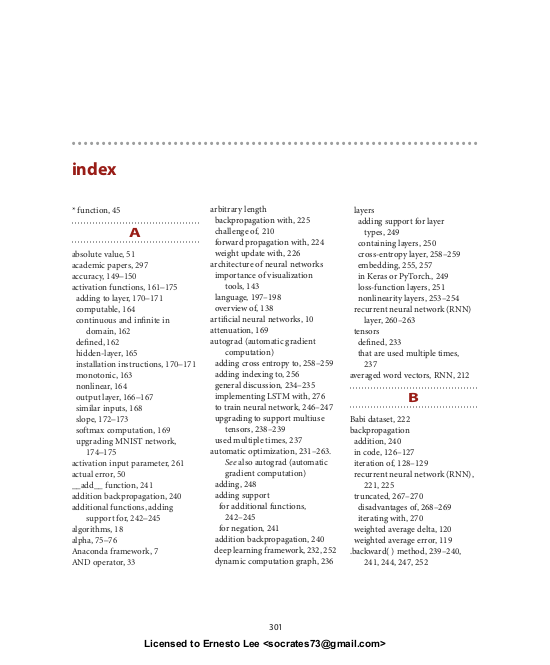 index
* function, 45
A
absolute value, 51
academic papers, 297
accuracy, 149–150
activation functions, 161–175
adding to layer, 170–171
computable, 164
continuous and infinite in
domain, 162
defined, 162
hidden-layer, 165
installation instructions, 170–171
monotonic, 163
nonlinear, 164
output layer, 166–167
similar inputs, 168
slope, 172–173
softmax computation, 169
upgrading MNIST network,
174–175
activation input parameter, 261
actual error, 50
__add__ function, 241
addition backpropagation, 240
additional functions, adding
support for, 242–245
algorithms, 18
alpha, 75–76
Anaconda framework, 7
AND operator, 33
arbitrary length
backpropagation with, 225
challenge of, 210
forward propagation with, 224
weight update with, 226
architecture of neural networks
importance of visualization
tools, 143
language, 197–198
overview of, 138
artificial neural networks, 10
attenuation, 169
autograd (automatic gradient
computation)
adding cross entropy to, 258–259
adding indexing to, 256
general discussion, 234–235
implementing LSTM with, 276
to train neural network, 246–247
upgrading to support multiuse
tensors, 238–239
used multiple times, 237
automatic optimization, 231–263.
See also autograd (automatic
gradient computation)
adding, 248
adding support
for additional functions,
242–245
for negation, 241
addition backpropagation, 240
deep learning framework, 232, 252
dynamic computation graph, 236
layers
adding support for layer
types, 249
containing layers, 250
cross-entropy layer, 258–259
embedding, 255, 257
in Keras or PyTorch., 249
loss-function layers, 251
nonlinearity layers, 253–254
recurrent neural network (RNN)
layer, 260–263
tensors
defined, 233
that are used multiple times,
237
averaged word vectors, RNN, 212
B
Babi dataset, 222
backpropagation
addition, 240
in code, 126–127
iteration of, 128–129
recurrent neural network (RNN),
221, 225
truncated, 267–270
disadvantages of, 268–269
iterating with, 270
weighted average delta, 120
weighted average error, 119
.backward( ) method, 239–240,
241, 244, 247, 252
301
Licensed to Ernesto Lee <socrates73@gmail.com>